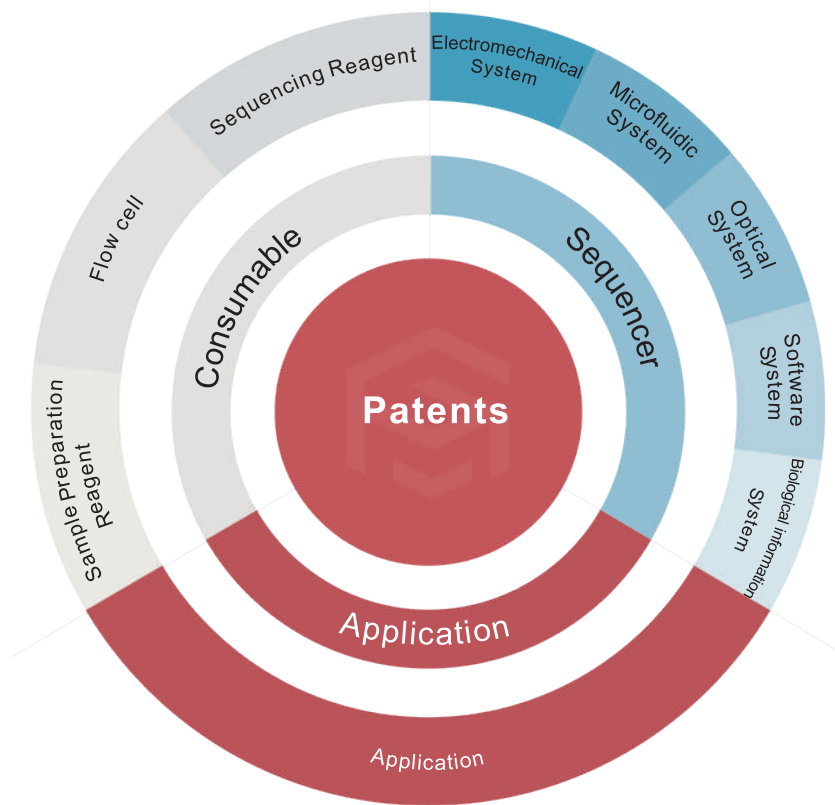 Electromechanical
System
Microfluidic
System
Optical
System
Software
System
Biological information
System
Sequencing Reagent
Flow cell
Sample Preparation
Reagent
Consumable
Sequencer
Patents
Application
Application